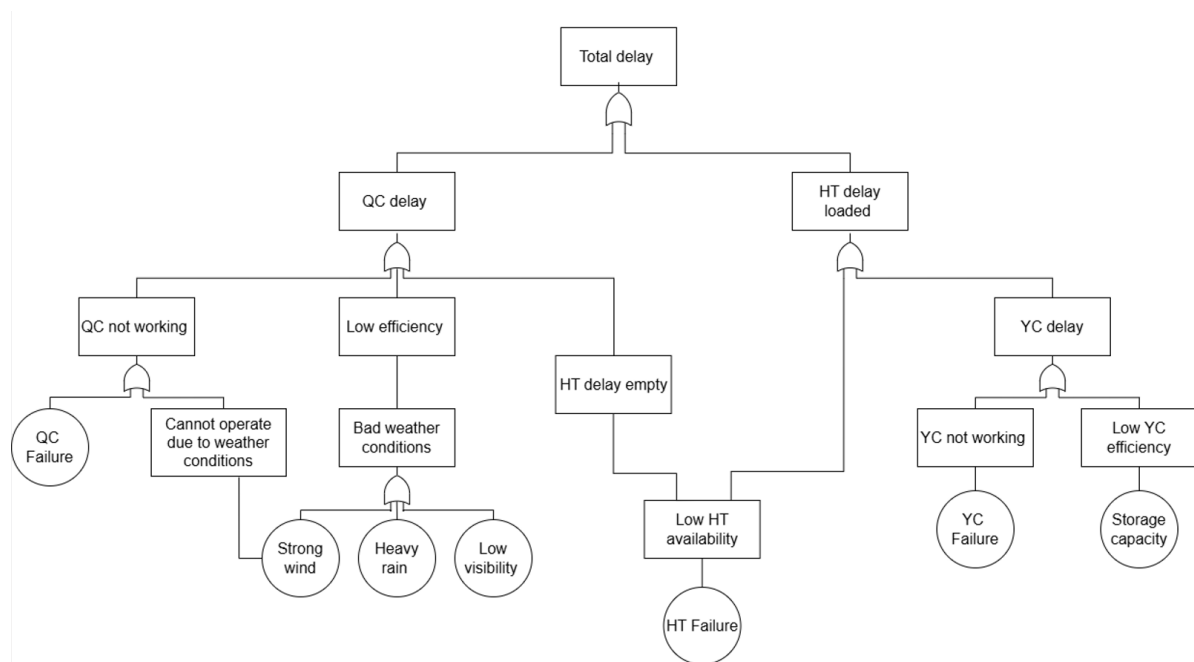 Total delay
QC delay
HT delay
loaded
QC not working
Low efficiency
YC delay
HT delay empty
QC
Failure
Cannot operate
due to weather
conditions
Bad weather
conditions
YC not working
Low YC
efficiency
Strong
wind
Heavy
rain
Low
visibility
Low HT
availability
YC
Failure
Storage
capacity
HT Failure